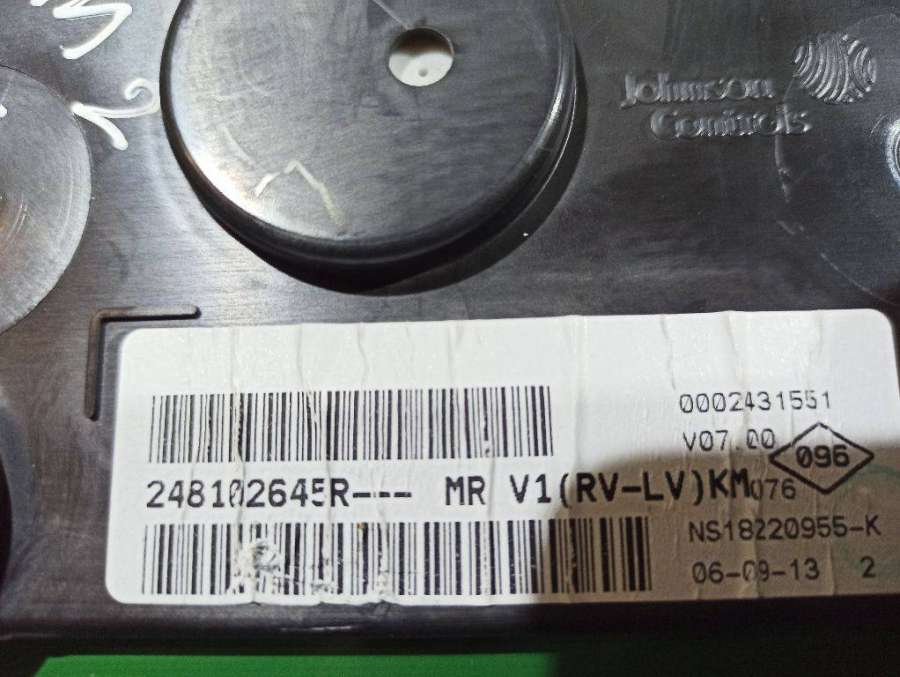 Johnson
Controls
0002431551
V07.00
096
248102645R--- MR V1(RV-LV)KM
076
NS18220955-K
06-09-13 2